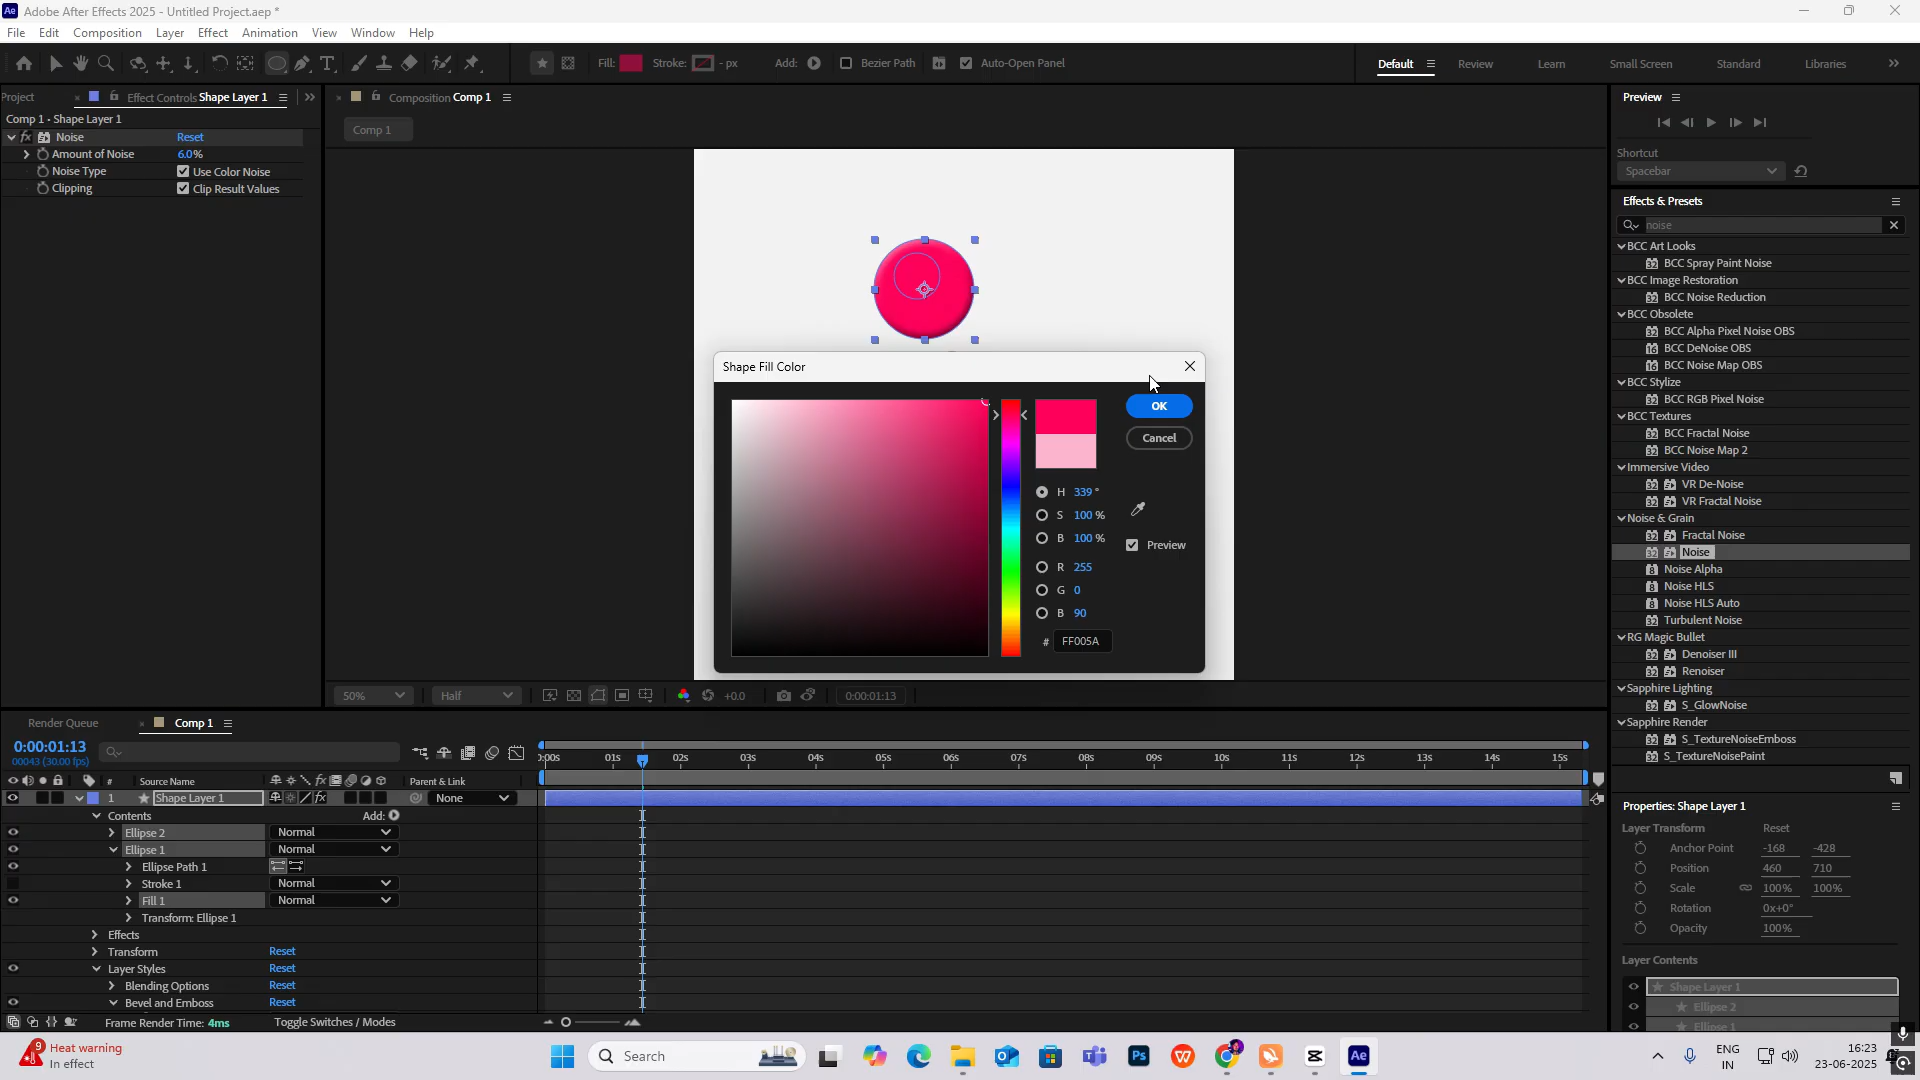 Adobe After Effects 2025 - Untitled Project.aep *
File Edit Composition Layer Effect Animation View Window Help
Fill: Stroke: - px Add: Bezier Path Auto-Open Panel
Default Review Learn Small Screen Standard Libraries
Project Effect Controls Shape Layer 1
Comp 1 - Shape Layer 1
Noise Reset
Amount of Noise 6.0%
Noise Type Use Color Noise
Clipping Clip Result Values
Composition Comp 1
Comp 1
Shape Fill Color
OK
Cancel
H 339 °
S 100 %
B 100 %
Preview
R 255
G 0
B 90
# FF005A
50% Half +0.0 0:00:01:13
Preview
Shortcut
Spacebar
Effects & Presets
noise
BCC Art Looks
BCC Spray Paint Noise
BCC Image Restoration
BCC Noise Reduction
BCC Obsolete
BCC Alpha Pixel Noise OBS
BCC DeNoise OBS
BCC Noise Map OBS
BCC Stylize
BCC RGB Pixel Noise
BCC Textures
BCC Fractal Noise
BCC Noise Map 2
Immersive Video
VR De-Noise
VR Fractal Noise
Noise & Grain
Fractal Noise
Noise
Noise Alpha
Noise HLS
Noise HLS Auto
Turbulent Noise
RG Magic Bullet
Denoiser III
Renoiser
Sapphire Lighting
S_GlowNoise
Sapphire Render
S_TextureNoiseEmboss
S_TextureNoisePaint
Properties: Shape Layer 1
Layer Transform Reset
Anchor Point -168 -428
Position 460 710
Scale 100% 100%
Rotation 0x+0°
Opacity 100%
Layer Contents
Shape Layer 1
Ellipse 2
Ellipse 1
Render Queue Comp 1
0:00:01:13
00043 (30.00 fps)
:00s 01s 02s 03s 04s 05s 06s 07s 08s 09s 10s 11s 12s 13s 14s 15s
# Source Name Parent & Link
1 Shape Layer 1 None
Contents Add:
Ellipse 2 Normal
Ellipse 1 Normal
Ellipse Path 1
Stroke 1 Normal
Fill 1 Normal
Transform: Ellipse 1
Effects
Transform Reset
Layer Styles Reset
Blending Options Reset
Bevel and Emboss Reset
Frame Render Time: 4ms Toggle Switches / Modes
9 Heat warning
In effect
Search
ENG
IN
16:23
23-06-2025